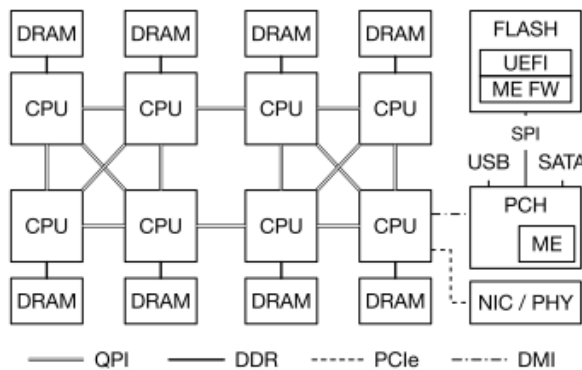 DRAM DRAM DRAM DRAM FLASH
UEFI
CPU CPU CPU CPU ME FW
SPI
USB SATA
CPU CPU CPU CPU PCH
ME
DRAM DRAM DRAM DRAM NIC / PHY
QPI DDR PCIe DMI